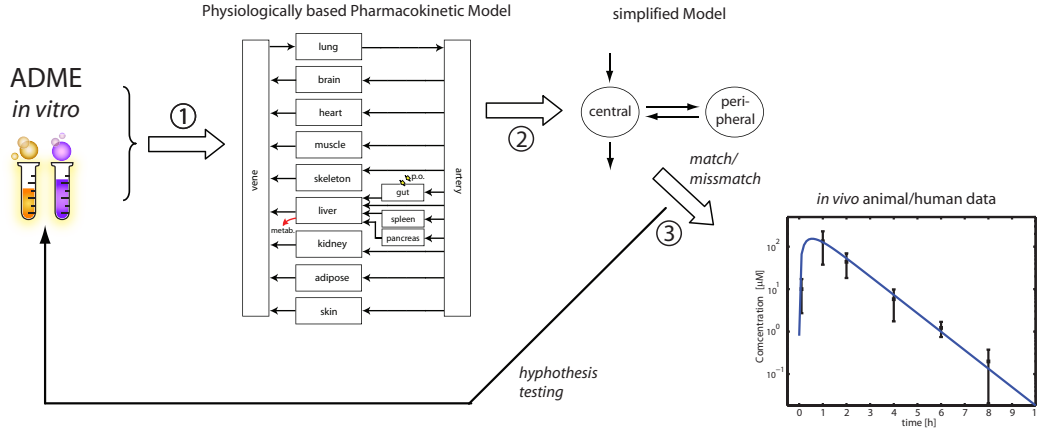 Physiologically based Pharmacokinetic Model
simplified Model
ADME
in vitro
1
vene
artery
lung
brain
heart
muscle
skeleton
p.o.
gut
liver
metab.
spleen
pancreas
kidney
adipose
skin
2
central
peri-
pheral
match/
missmatch
3
hyphothesis
testing
in vivo animal/human data
Comcentration [µM]
10²
10¹
10⁰
10⁻¹
0 1 2 3 4 5 6 7 8 9 1
time [h]